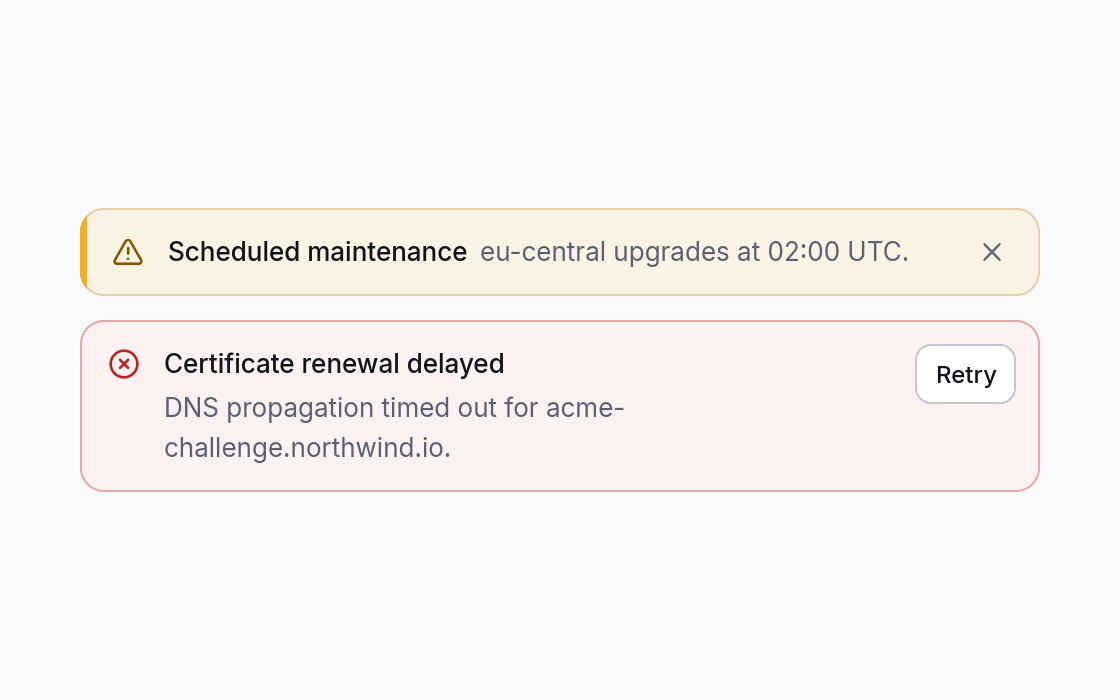 Scheduled maintenance eu-central upgrades at 02:00 UTC.
Certificate renewal delayed
Retry
DNS propagation timed out for acme-
challenge.northwind.io.